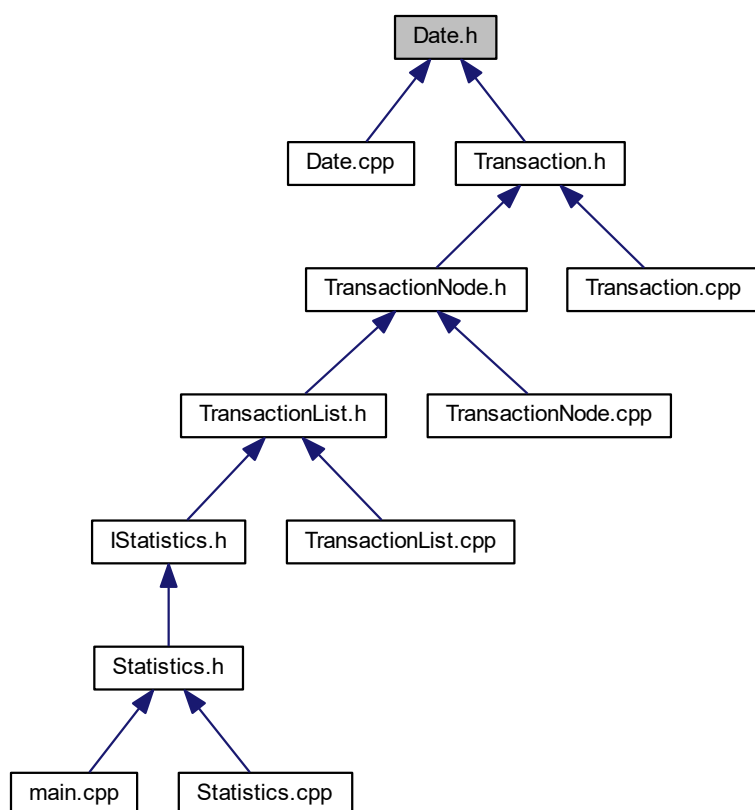 Date.h
Date.cpp
Transaction.h
TransactionNode.h
Transaction.cpp
TransactionList.h
TransactionNode.cpp
IStatistics.h
TransactionList.cpp
Statistics.h
main.cpp
Statistics.cpp